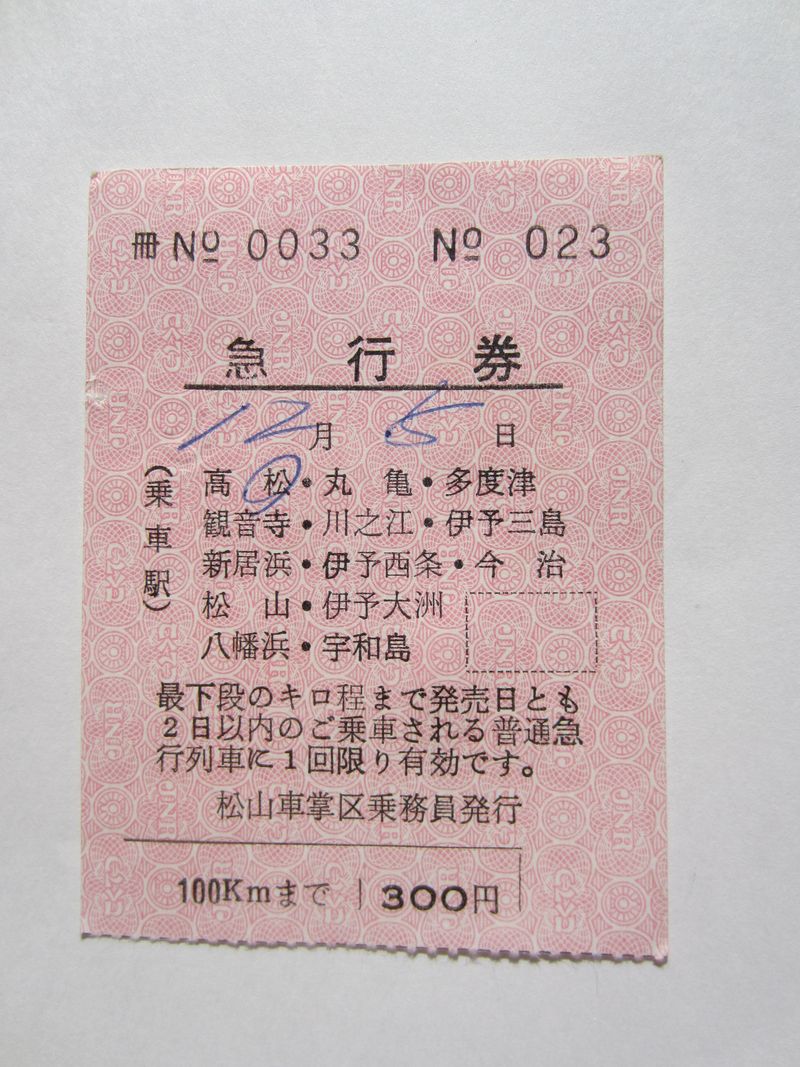 冊 № 0033 № 023
急行券
12月5日
(乗車駅)
高松・丸亀・多度津
観音寺・川之江・伊予三島
新居浜・伊予西条・今治
松山・伊予大洲
八幡浜・宇和島
最下段のキロ程まで発売日とも
2日以内のご乗車される普通急
行列車に1回限り有効です。
松山車掌区乗務員発行
100Kmまで 300円